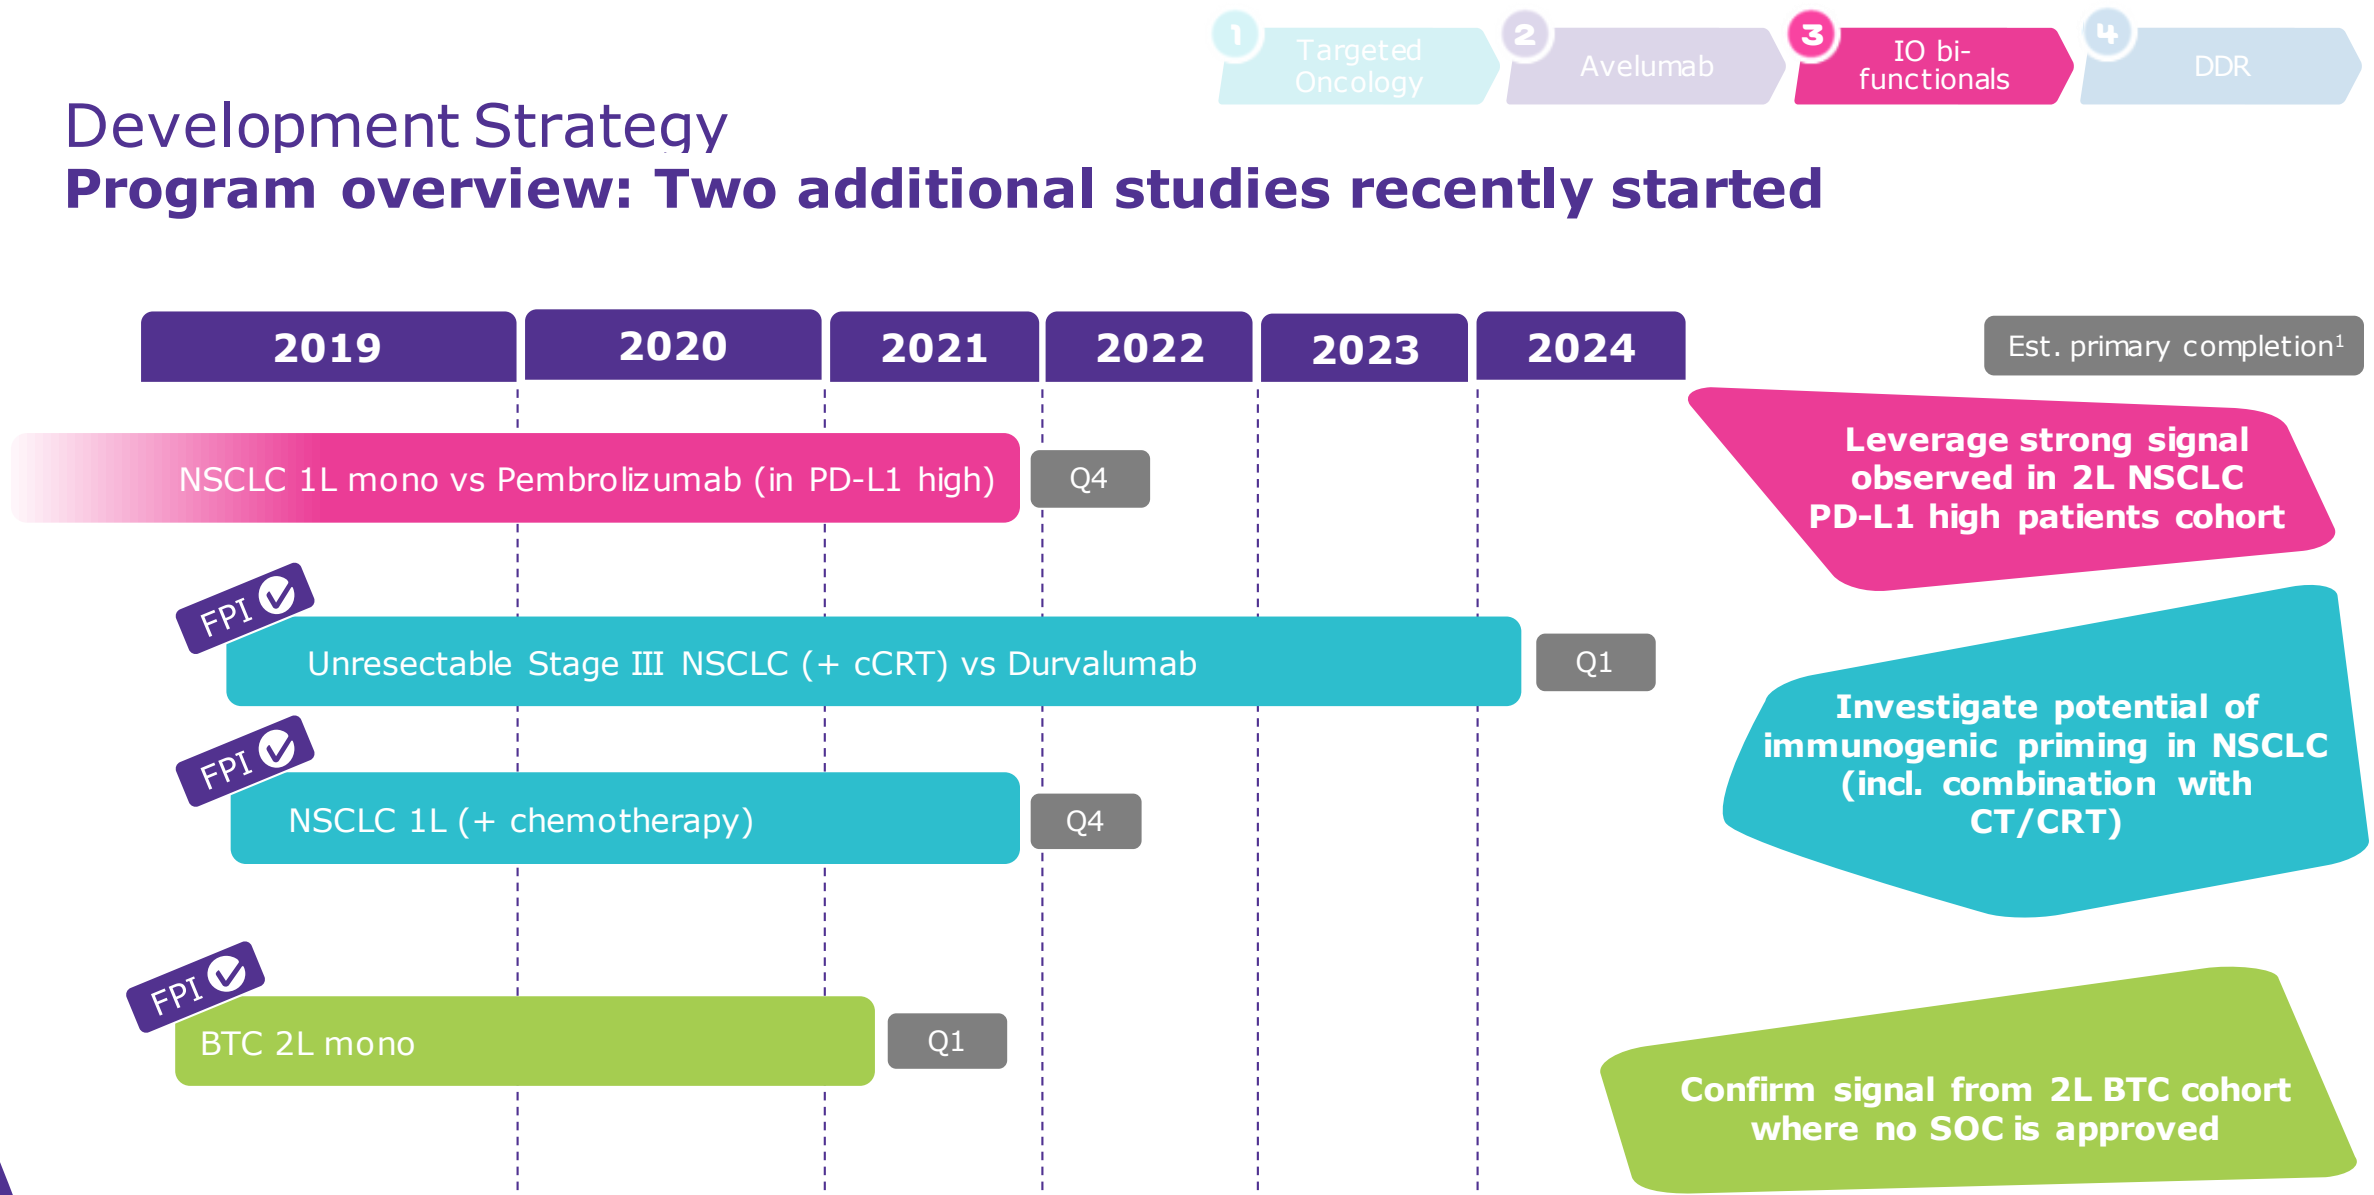 1
Targeted
Oncology
2
Avelumab
3
IO bi-
functionals
4
DDR
Development Strategy
Program overview: Two additional studies recently started
2019
2020
2021
2022
2023
2024
Est. primary completion¹
NSCLC 1L mono vs Pembrolizumab (in PD-L1 high)
Q4
Leverage strong signal
observed in 2L NSCLC
PD-L1 high patients cohort
FPI
Unresectable Stage III NSCLC (+ cCRT) vs Durvalumab
Q1
FPI
NSCLC 1L (+ chemotherapy)
Q4
Investigate potential of
immunogenic priming in NSCLC
(incl. combination with
CT/CRT)
FPI
BTC 2L mono
Q1
Confirm signal from 2L BTC cohort
where no SOC is approved